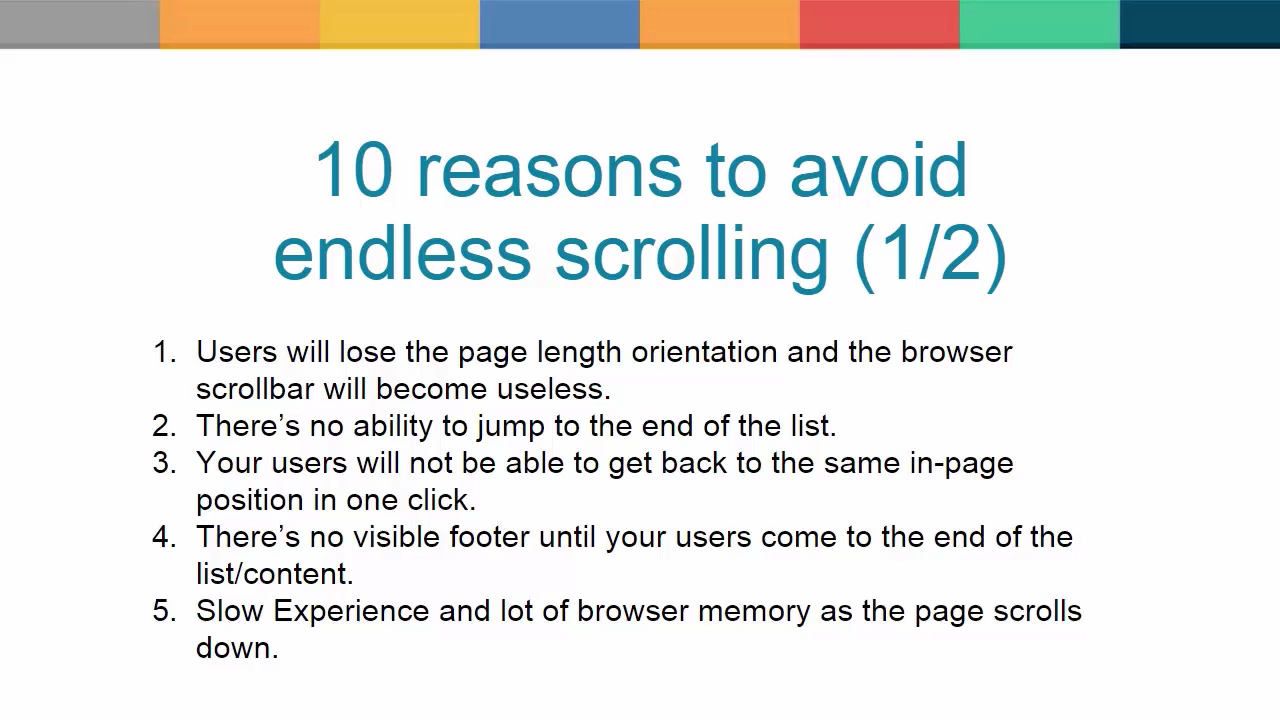 10 reasons to avoid
endless scrolling (1/2)
1. Users will lose the page length orientation and the browser
scrollbar will become useless.
2. There’s no ability to jump to the end of the list.
3. Your users will not be able to get back to the same in-page
position in one click.
4. There’s no visible footer until your users come to the end of the
list/content.
5. Slow Experience and lot of browser memory as the page scrolls
down.